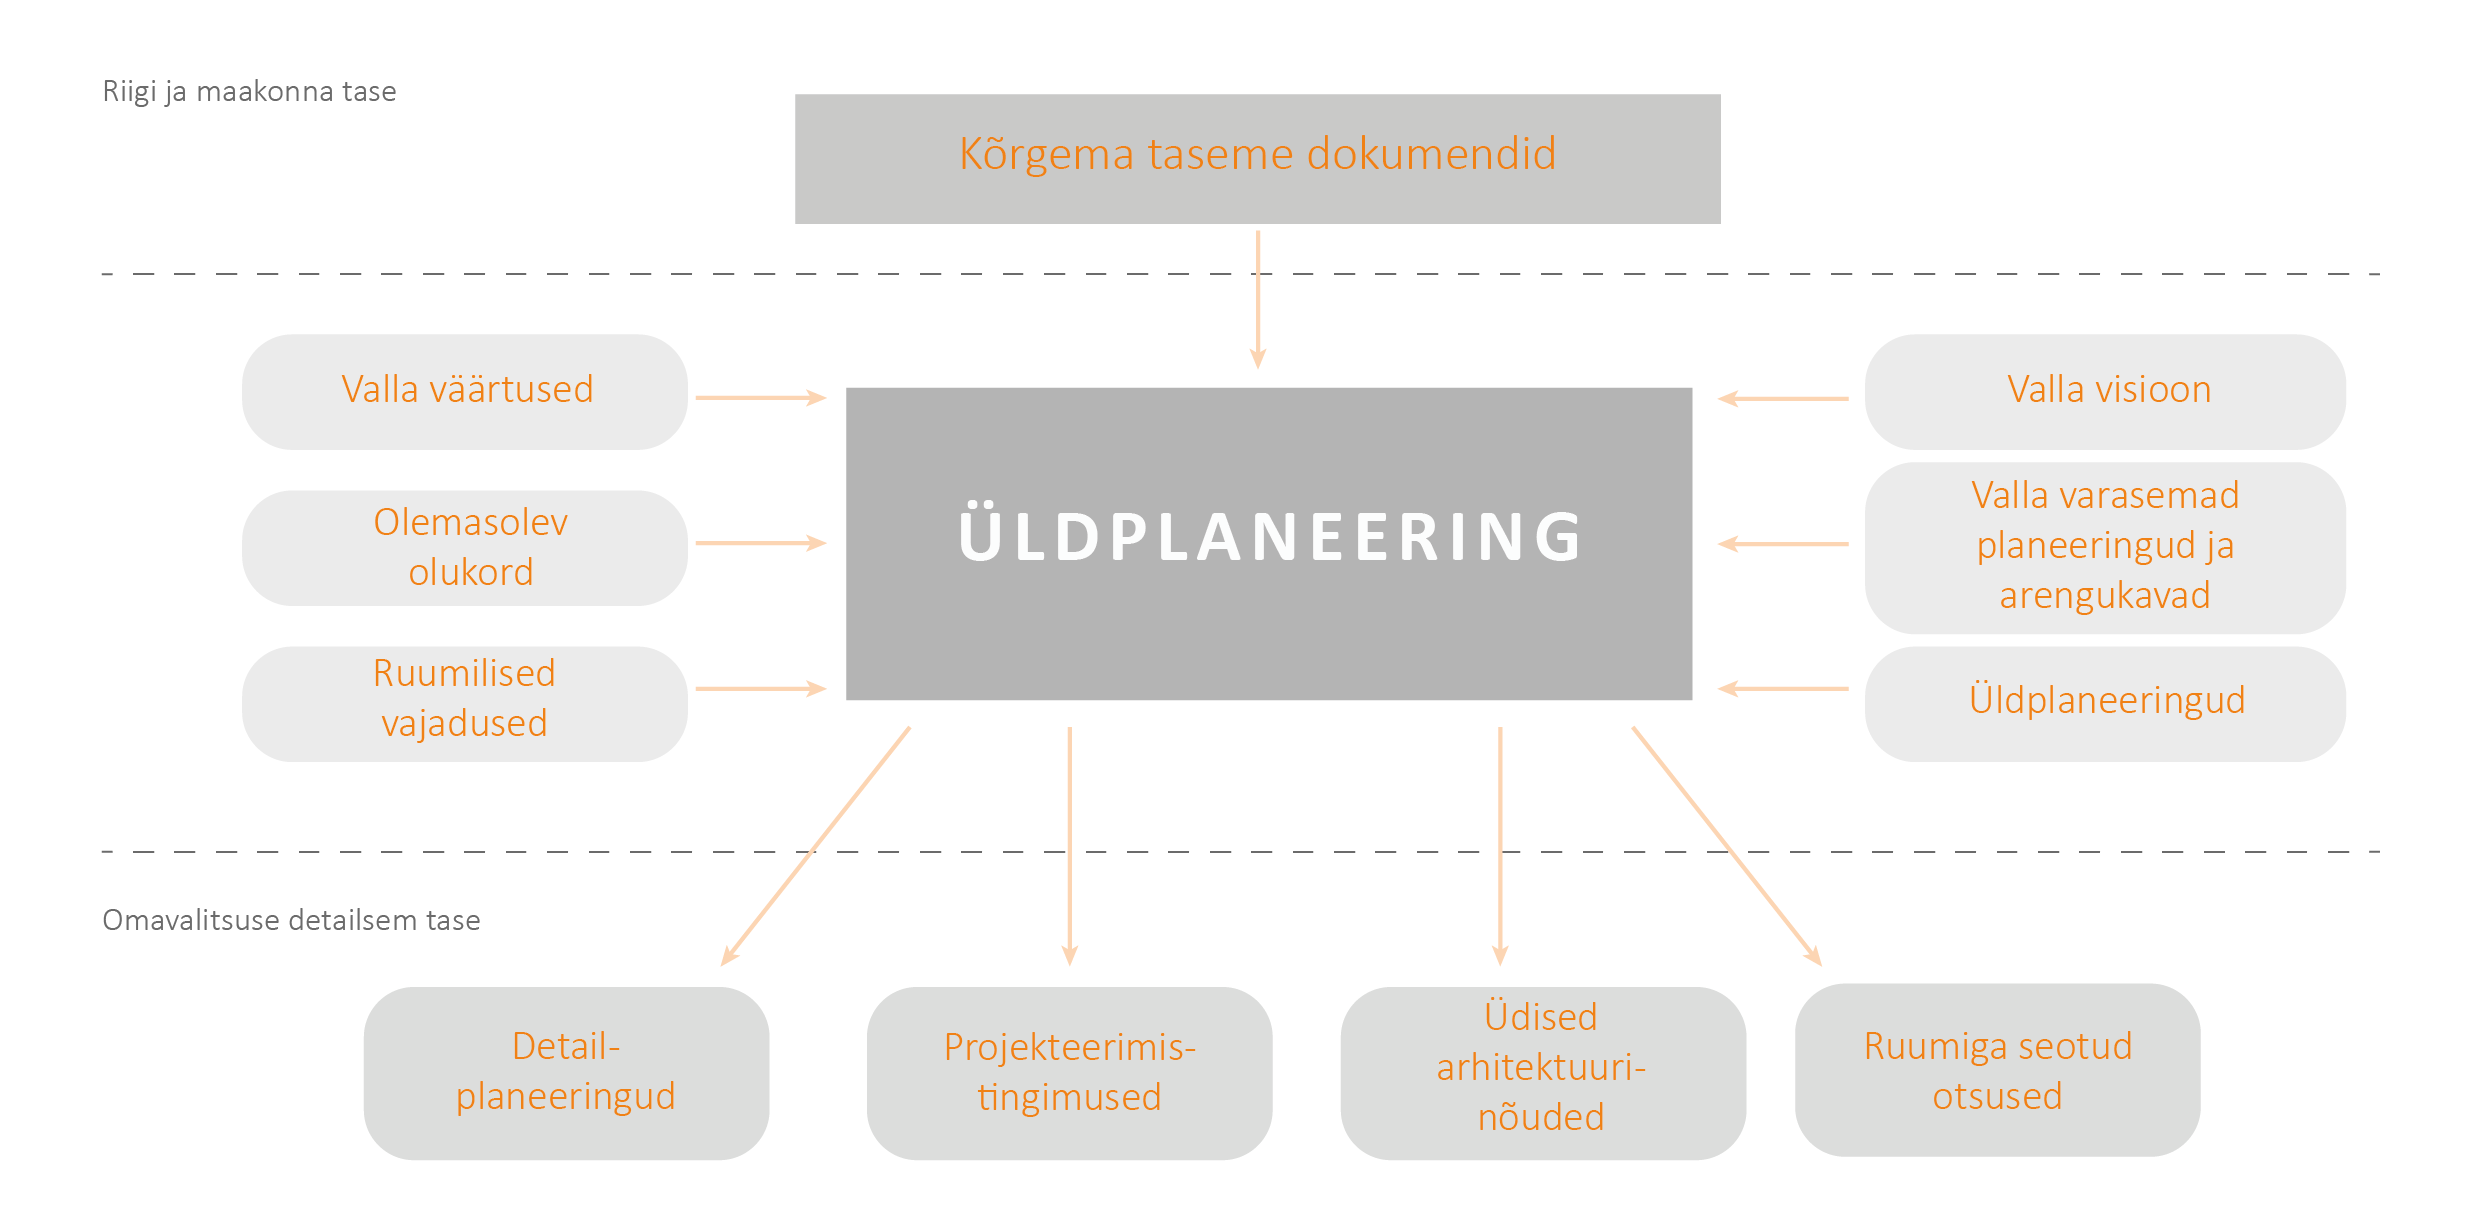 Riigi ja maakonna tase
Kõrgema taseme dokumendid
Valla väärtused
Olemasolev
olukord
Ruumilised
vajadused
ÜLDPLANEERING
Valla visioon
Valla varasemad
planeeringud ja
arengukavad
Üldplaneeringud
Omavalitsuse detailsem tase
Detail-
planeeringud
Projekteerimis-
tingimused
Üdised
arhitektuuri-
nõuded
Ruumiga seotud
otsused